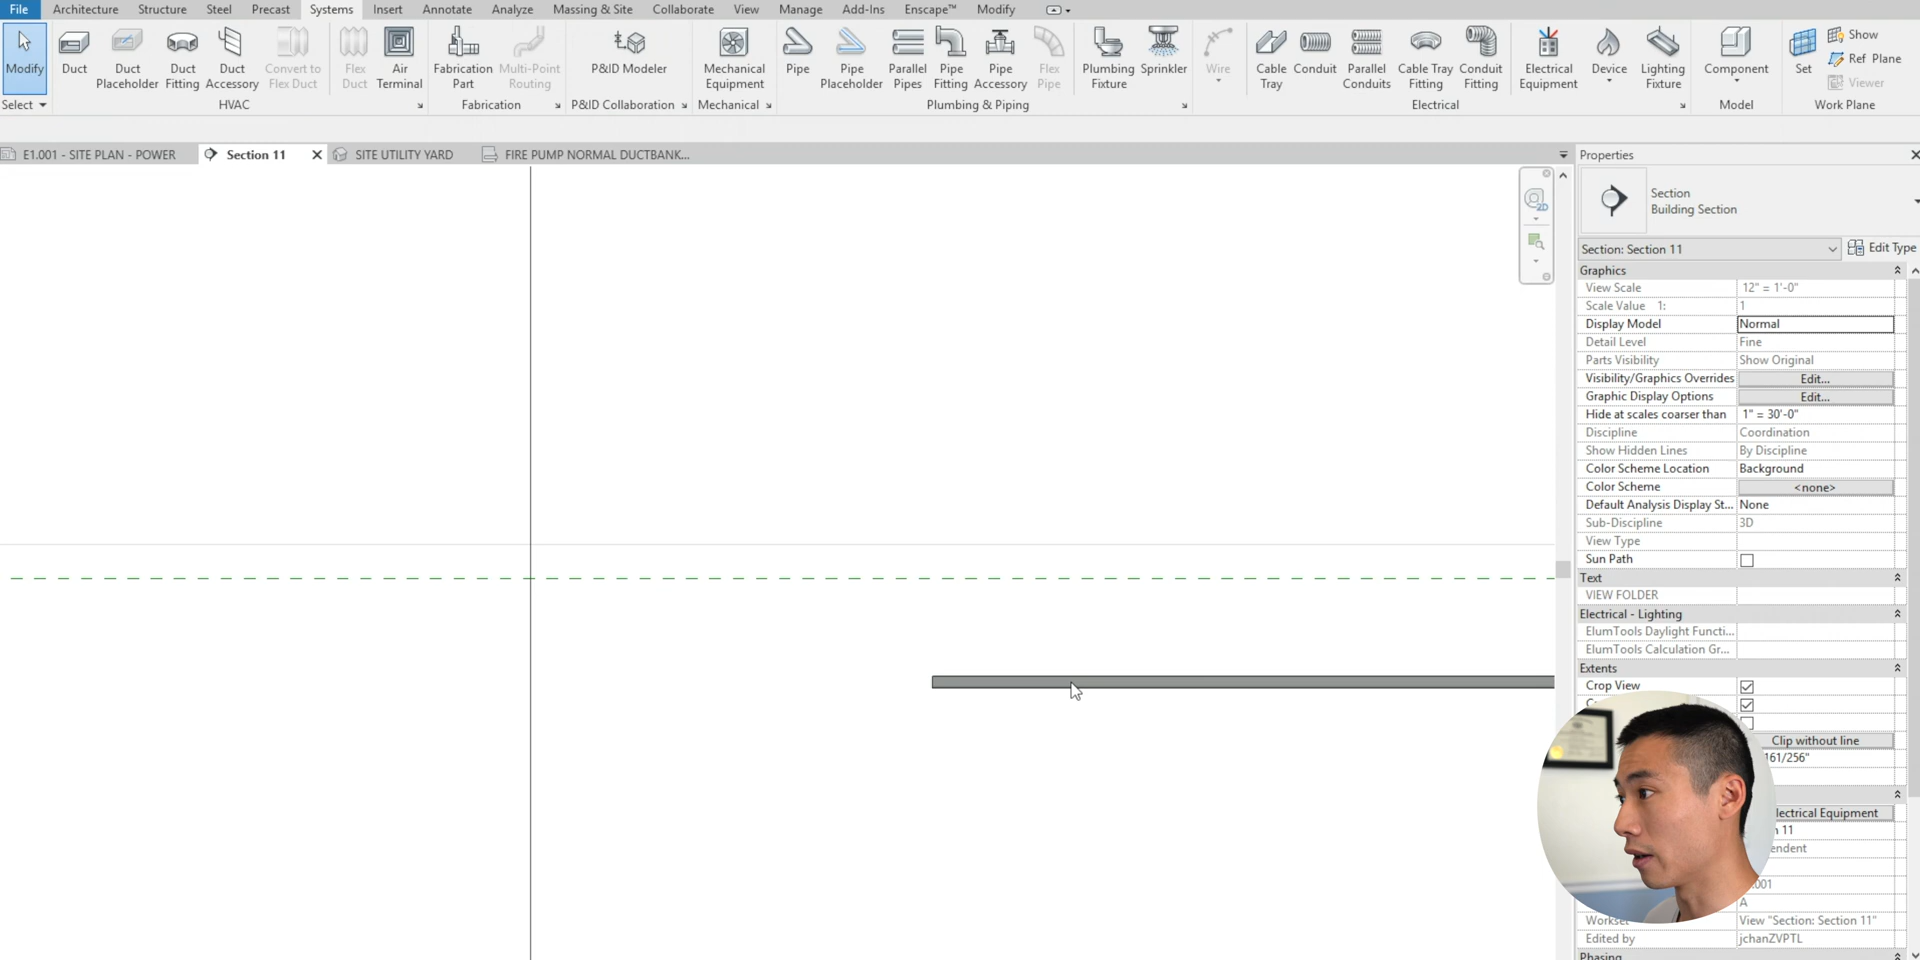 File Architecture Structure Steel Precast Systems Insert Annotate Analyze Massing & Site Collaborate View Manage Add-Ins Enscape™ Modify
Modify
Duct
Duct Placeholder
Duct Fitting
Duct Accessory
Convert to Flex Duct
Flex Duct
Air Terminal
Fabrication Part
Multi-Point Routing
P&ID Modeler
Mechanical Equipment
Pipe
Pipe Placeholder
Parallel Pipes
Pipe Fitting
Pipe Accessory
Flex Pipe
Plumbing Fixture
Sprinkler
Wire
Cable Tray
Conduit
Parallel Conduits
Cable Tray Fitting
Conduit Fitting
Electrical Equipment
Device
Lighting Fixture
Component
Set
Show
Ref Plane
Viewer
Select HVAC Fabrication P&ID Collaboration Mechanical Plumbing & Piping Electrical Model Work Plane
E1.001 - SITE PLAN - POWER Section 11 SITE UTILITY YARD FIRE PUMP NORMAL DUCTBANK...
2D
Properties
Section
Building Section
Section: Section 11 Edit Type
Graphics
View Scale 12" = 1'-0"
Scale Value 1: 1
Display Model Normal
Detail Level Fine
Parts Visibility Show Original
Visibility/Graphics Overrides Edit...
Graphic Display Options Edit...
Hide at scales coarser than 1" = 30'-0"
Discipline Coordination
Show Hidden Lines By Discipline
Color Scheme Location Background
Color Scheme <none>
Default Analysis Display St... None
Sub-Discipline 3D
View Type
Sun Path
Text
VIEW FOLDER
Electrical - Lighting
ElumTools Daylight Functi...
ElumTools Calculation Gr...
Extents
Crop View
Clip without line
161/256"
lectrical Equipment
11
endent
.001
A
Workse View "Section: Section 11"
Edited by jchanZVPTL
Phasing